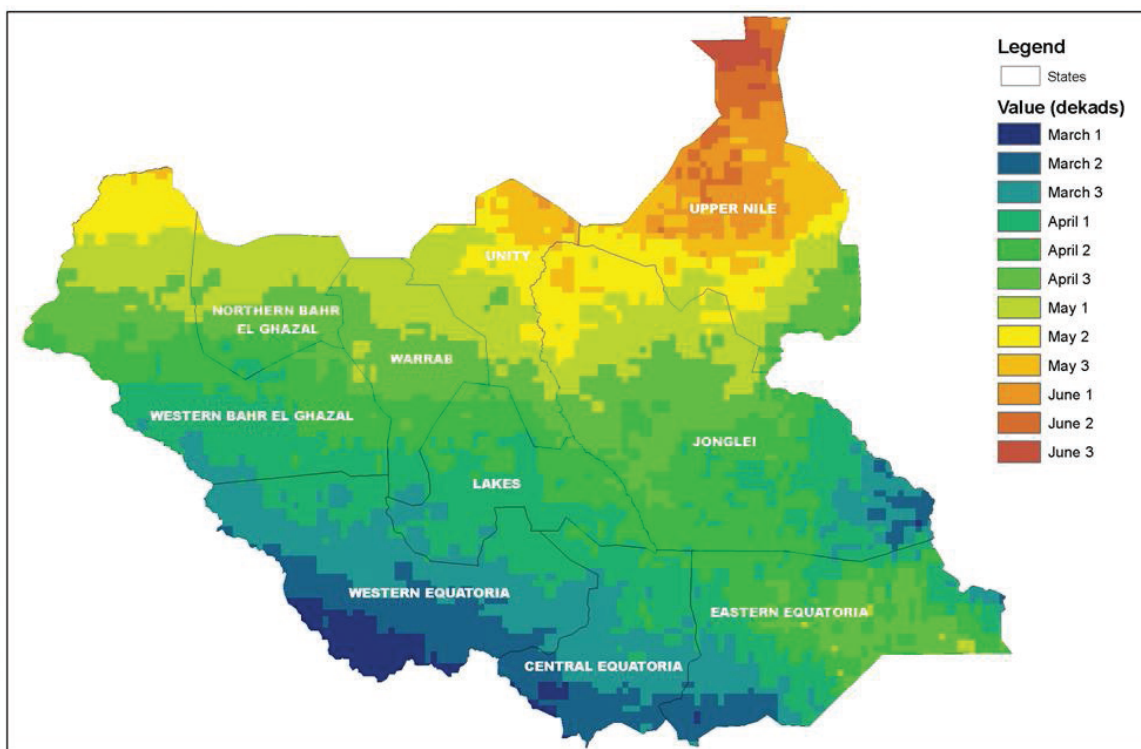 Legend
States
Value (dekads)
March 1
March 2
March 3
April 1
April 2
April 3
May 1
May 2
May 3
June 1
June 2
June 3
UPPER NILE
UNITY
NORTHERN BAHR
EL GHAZAL
WARRAB
WESTERN BAHR EL GHAZAL
JONGLEI
LAKES
WESTERN EQUATORIA
EASTERN EQUATORIA
CENTRAL EQUATORIA